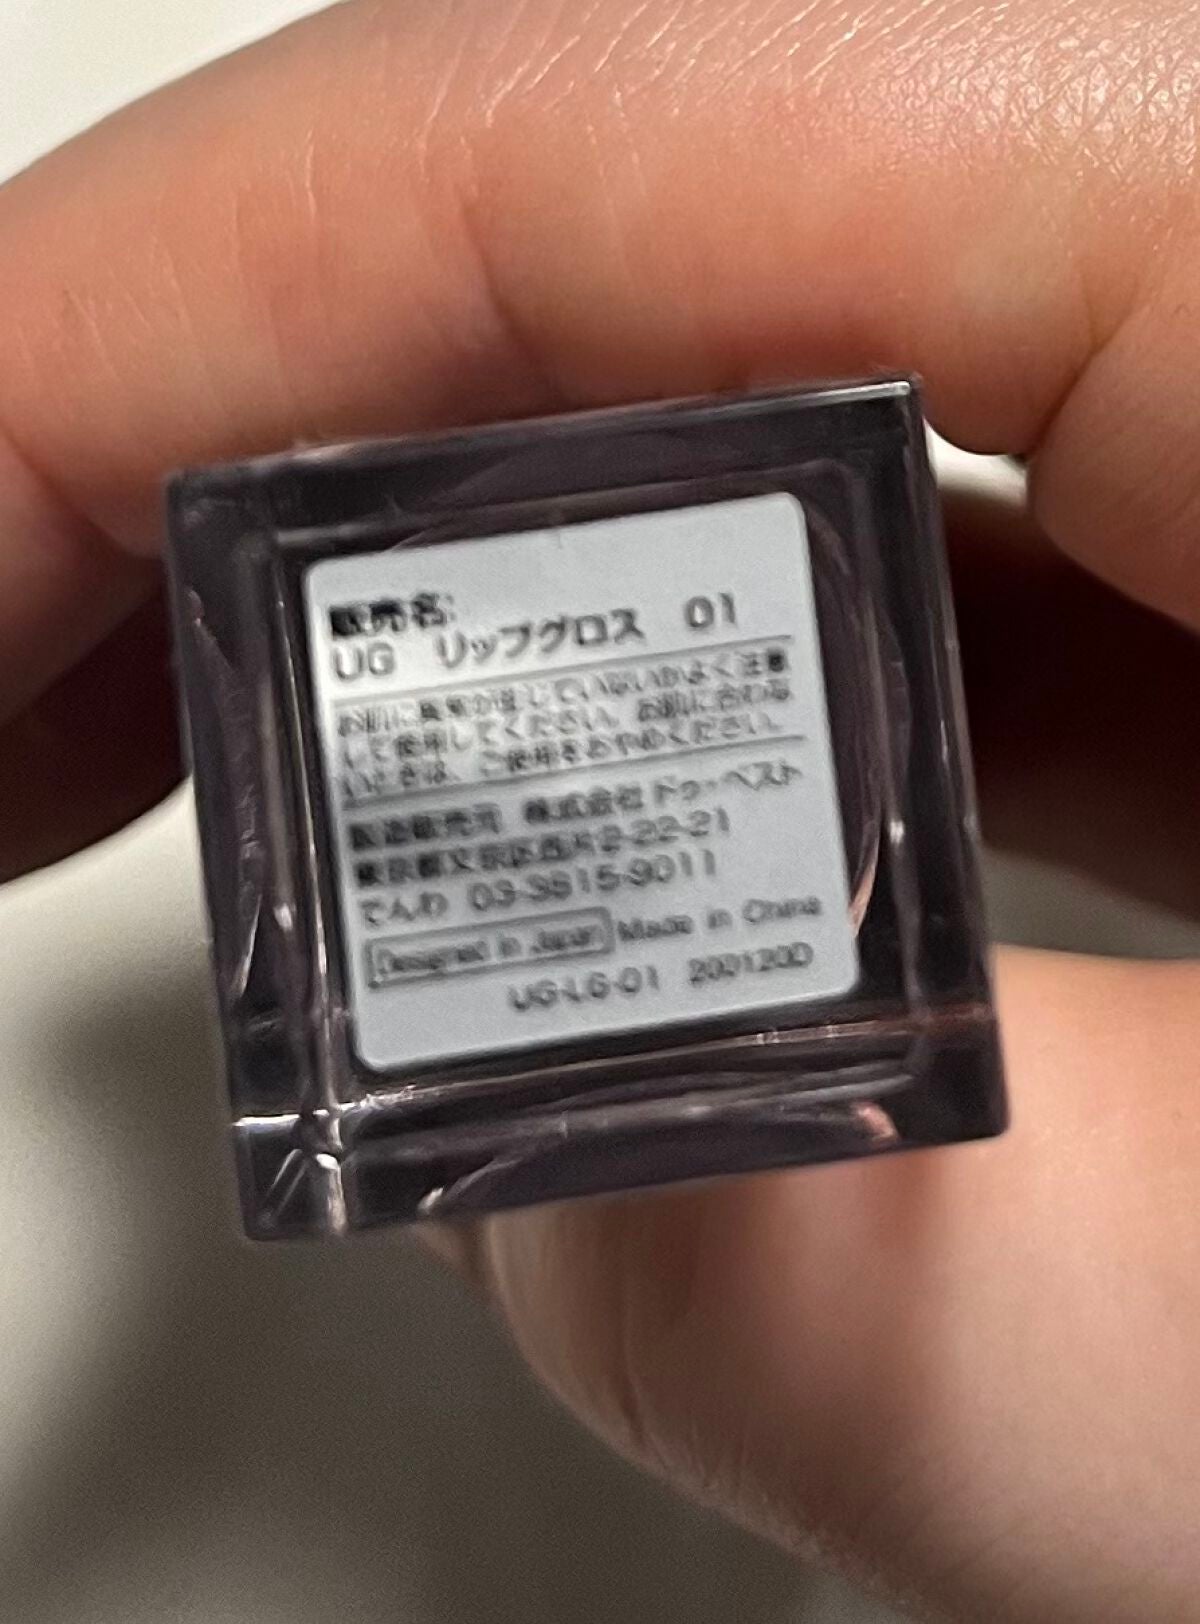 販売名:
UG リップグロス 01
お肌に異常が生じていないかよく注意
して使用してください。お肌に合わな
いときは、ご使用をおやめください。
製造販売元 株式会社ドゥ・ベスト
東京都文京区西片2-22-21
でんわ 03-3815-9011
Designed in Japan Made in China
UG-LG-01